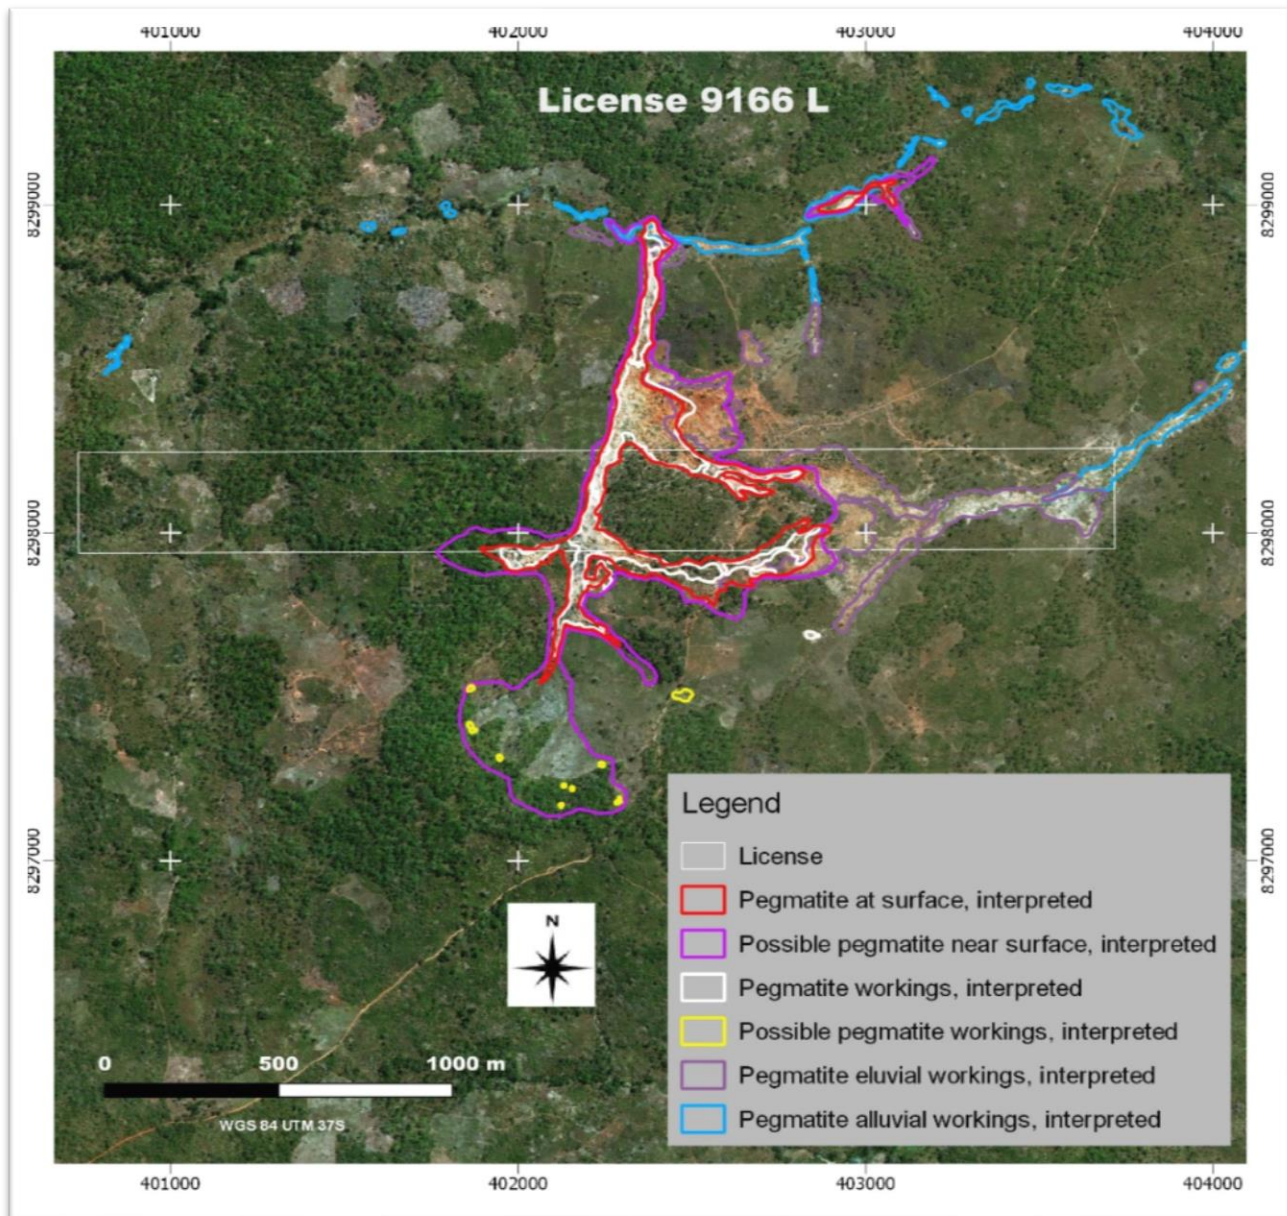 401000 402000 403000 404000
License 9166 L
8299000 8299000
8298000 8298000
8297000 8297000
Legend
License
Pegmatite at surface, interpreted
Possible pegmatite near surface, interpreted
Pegmatite workings, interpreted
Possible pegmatite workings, interpreted
Pegmatite eluvial workings, interpreted
Pegmatite alluvial workings, interpreted
N
0 500 1000 m
WGS 84 UTM 37S
401000 402000 403000 404000